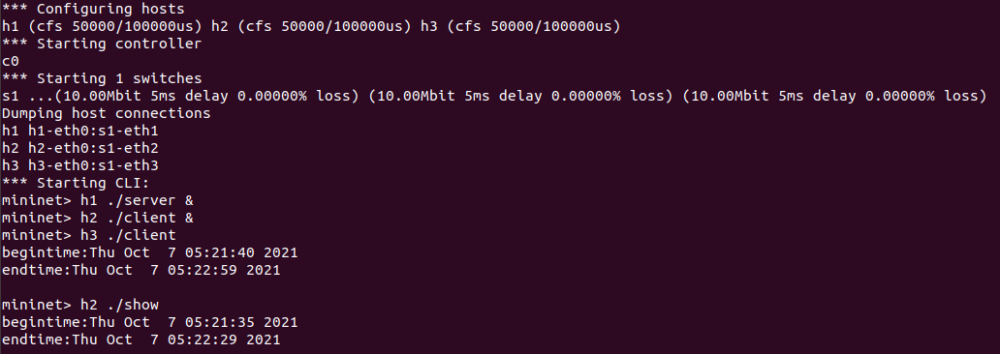 *** Configuring hosts
h1 (cfs 50000/100000us) h2 (cfs 50000/100000us) h3 (cfs 50000/100000us)
*** Starting controller
c0
*** Starting 1 switches
s1 ...(10.00Mbit 5ms delay 0.00000% loss) (10.00Mbit 5ms delay 0.00000% loss) (10.00Mbit 5ms delay 0.00000% loss)
Dumping host connections
h1 h1-eth0:s1-eth1
h2 h2-eth0:s1-eth2
h3 h3-eth0:s1-eth3
*** Starting CLI:
mininet> h1 ./server &
mininet> h2 ./client &
mininet> h3 ./client
begintime:Thu Oct  7 05:21:40 2021
endtime:Thu Oct  7 05:22:59 2021

mininet> h2 ./show
begintime:Thu Oct  7 05:21:35 2021
endtime:Thu Oct  7 05:22:29 2021